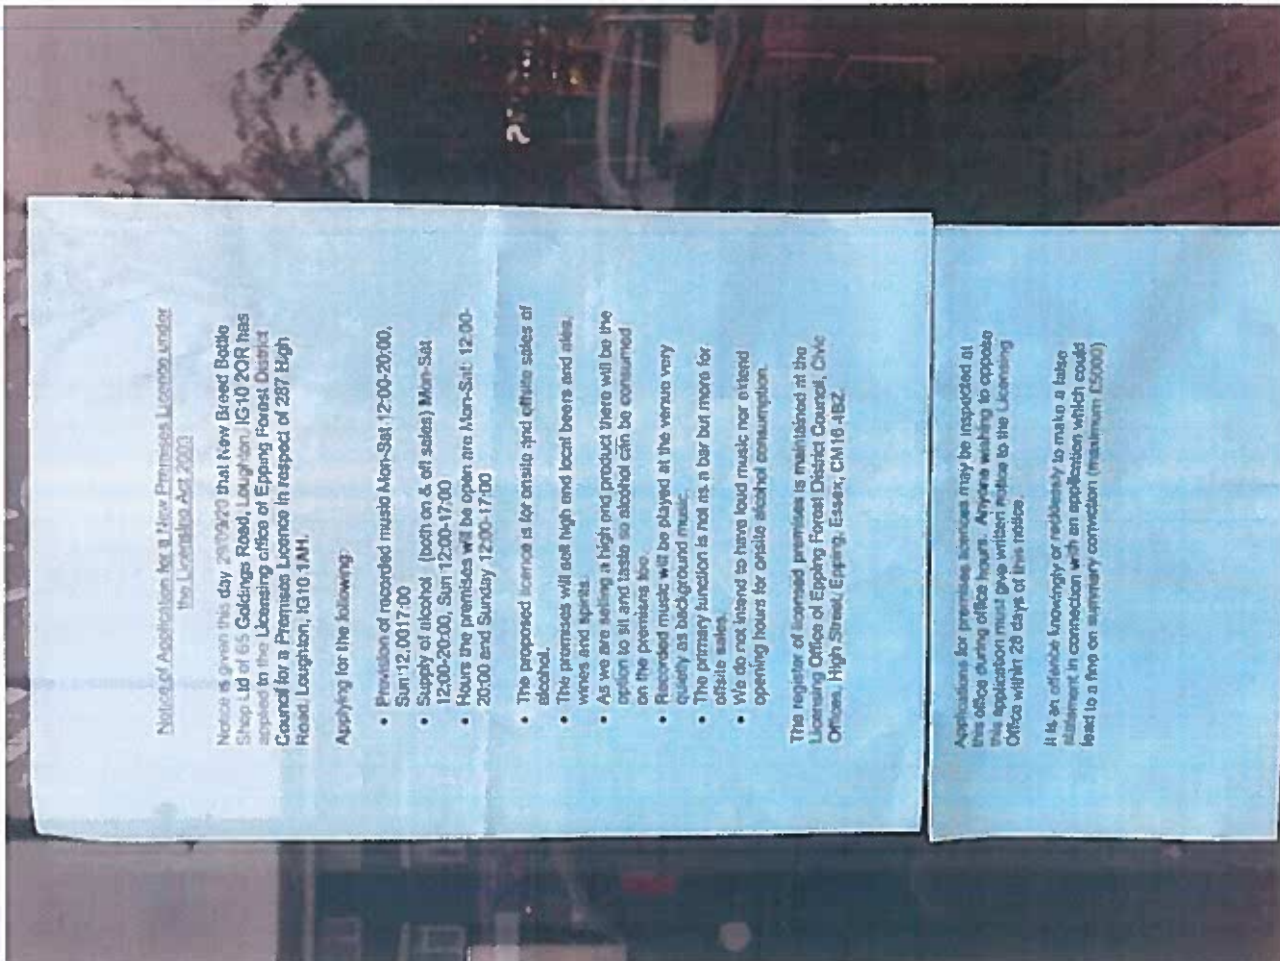 Notice of Application for a New Premises License under
the Licensing Act 2003
Notice is given this day 29/09/20 that New Breed Bottle
Shop Ltd of 65 Goldings Road, Loughton, IG10 2QR has
applied to the Licensing office of Epping Forest District
Council for a Premises Licence in respect of 287 High
Road, Loughton, IG10 1AH.
Applying for the following:
• Provision of recorded music Mon-Sat 12:00-20:00,
Sun 12.0017:00
• Supply of alcohol (both on & off sales) Mon-Sat
12:00-20:00, Sun 12:00-17:00
• Hours the premises will be open are Mon-Sat: 12:00-
20:00 and Sunday 12:00-17:00
• The proposed licence is for onsite and offsite sales of
alcohol.
• The premises will sell high end local beers and ales,
wines and spirits.
• As we are selling a high end product there will be the
option to sit and taste so alcohol can be consumed
on the premises too.
• Recorded music will be played at the venue very
quietly as background music.
• The primary function is not as a bar but more for
offsite sales.
• We do not intend to have loud music nor extend
opening hours for onsite alcohol consumption.
The register of licensed premises is maintained at the
Licensing Office of Epping Forest District Council, Civic
Offices, High Street, Epping, Essex, CM16 4BZ.
Applications for premises licences may be inspected at
this office during office hours. Anyone wishing to oppose
this application must give written notice to the Licensing
Office within 28 days of this notice.
It is an offence knowingly or recklessly to make a false
statement in connection with an application which could
lead to a fine on summary conviction (maximum £5000)